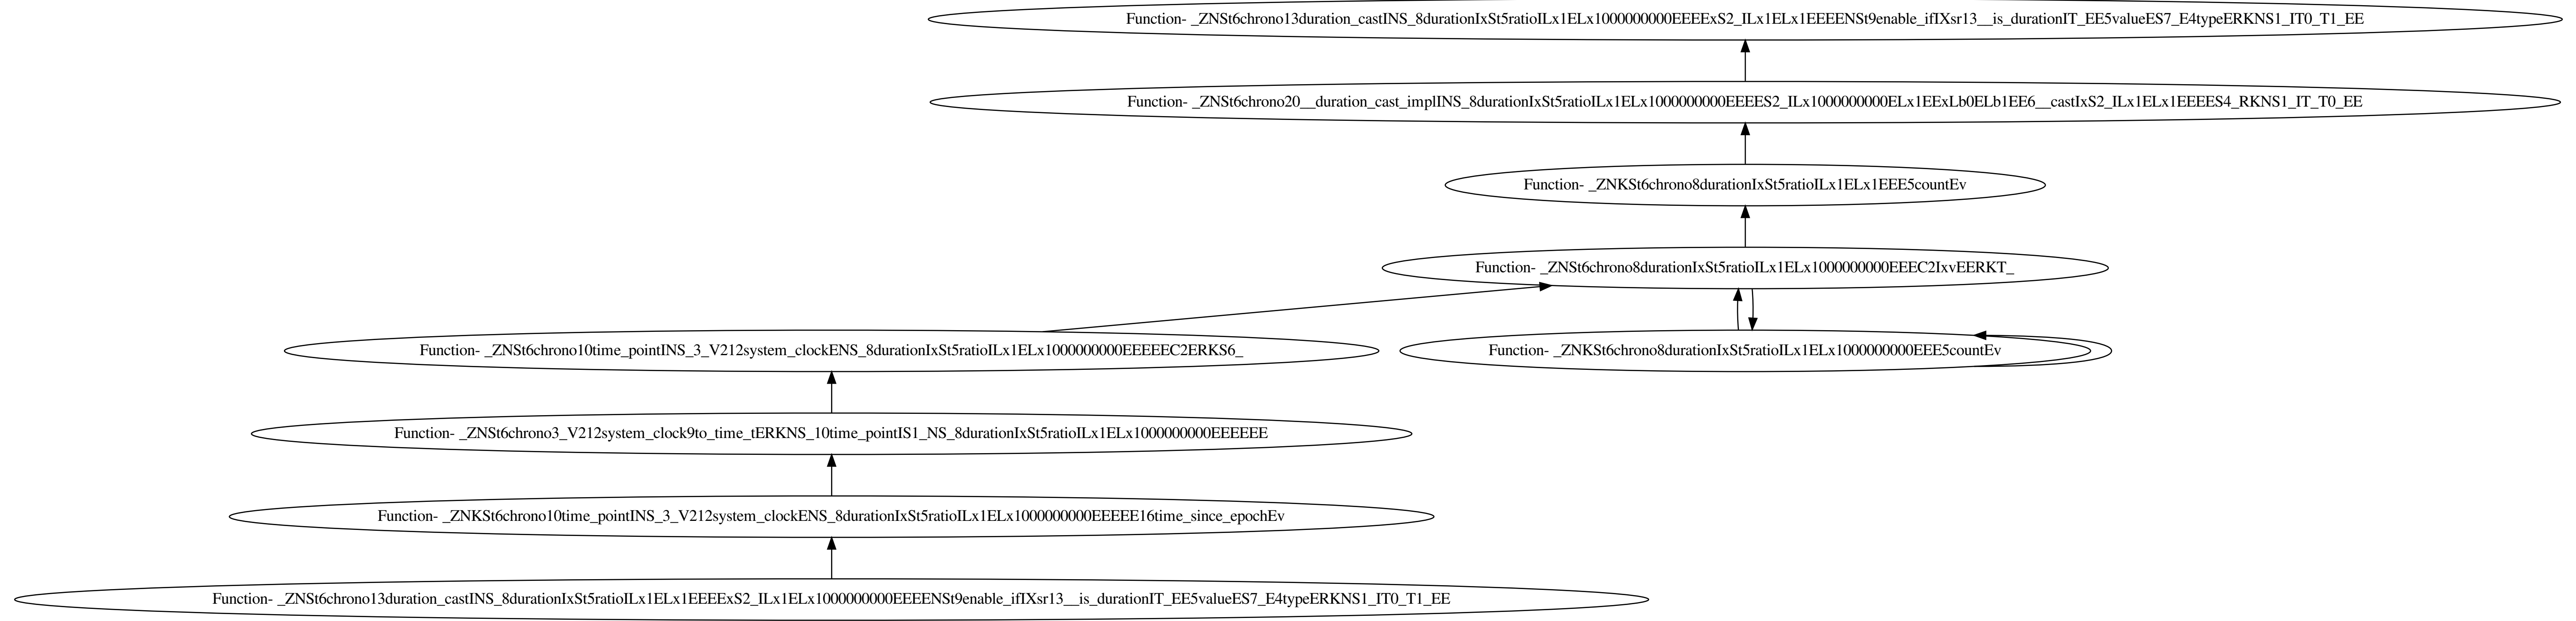 Function- _ZNSt6chrono13duration_castINS_8durationIxSt5ratioILx1ELx1000000000EEEExS2_ILx1ELx1EEEENSt9enable_ifIXsr13__is_durationIT_EE5valueES7_E4typeERKNS1_IT0_T1_EE
Function- _ZNSt6chrono20__duration_cast_implINS_8durationIxSt5ratioILx1ELx1000000000EEEES2_ILx1000000000ELx1EExLb0ELb1EE6__castIxS2_ILx1ELx1EEEES4_RKNS1_IT_T0_EE
Function- _ZNKSt6chrono8durationIxSt5ratioILx1ELx1EEE5countEv
Function- _ZNSt6chrono8durationIxSt5ratioILx1ELx1000000000EEEC2IxvEERKT_
Function- _ZNSt6chrono10time_pointINS_3_V212system_clockENS_8durationIxSt5ratioILx1ELx1000000000EEEEEC2ERKS6_
Function- _ZNKSt6chrono8durationIxSt5ratioILx1ELx1000000000EEE5countEv
Function- _ZNSt6chrono3_V212system_clock9to_time_tERKNS_10time_pointIS1_NS_8durationIxSt5ratioILx1ELx1000000000EEEEEE
Function- _ZNKSt6chrono10time_pointINS_3_V212system_clockENS_8durationIxSt5ratioILx1ELx1000000000EEEEE16time_since_epochEv
Function- _ZNSt6chrono13duration_castINS_8durationIxSt5ratioILx1ELx1EEEExS2_ILx1ELx1000000000EEEENSt9enable_ifIXsr13__is_durationIT_EE5valueES7_E4typeERKNS1_IT0_T1_EE